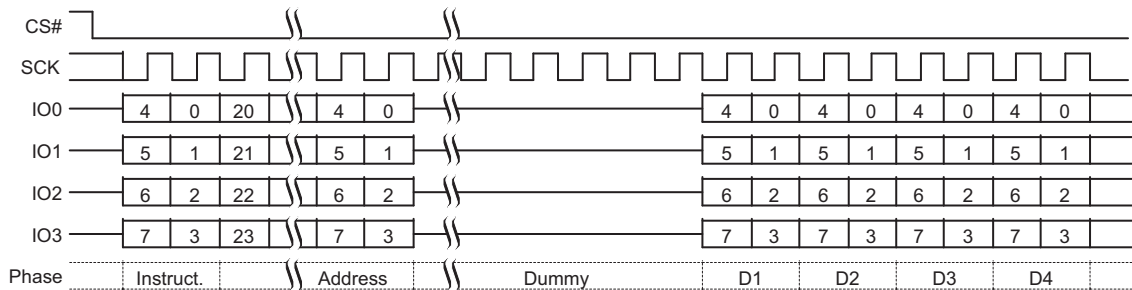 CS#
SCK
IO0 4 0 20 4 0 4 0 4 0 4 0 4 0
IO1 5 1 21 5 1 5 1 5 1 5 1 5 1
IO2 6 2 22 6 2 6 2 6 2 6 2 6 2
IO3 7 3 23 7 3 7 3 7 3 7 3 7 3
Phase Instruct. Address Dummy D1 D2 D3 D4